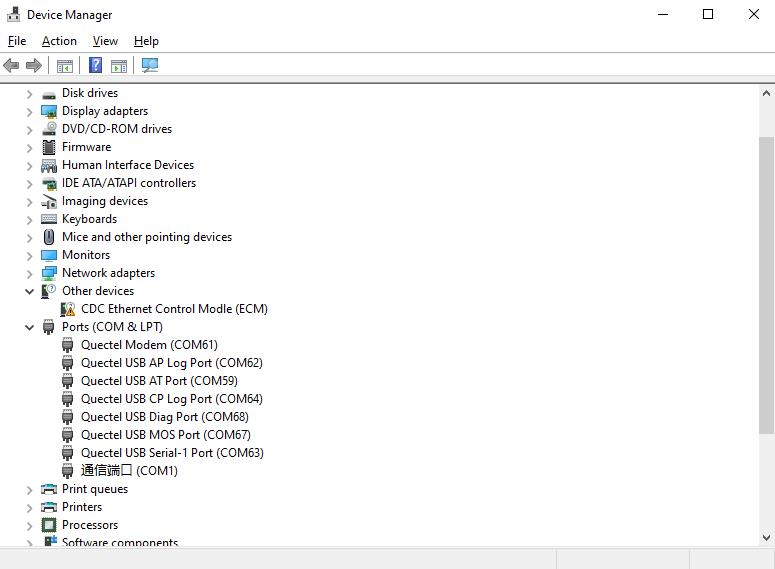 Device Manager
File Action View Help
Disk drives
Display adapters
DVD/CD-ROM drives
Firmware
Human Interface Devices
IDE ATA/ATAPI controllers
Imaging devices
Keyboards
Mice and other pointing devices
Monitors
Network adapters
Other devices
CDC Ethernet Control Modle (ECM)
Ports (COM & LPT)
Quectel Modem (COM61)
Quectel USB AP Log Port (COM62)
Quectel USB AT Port (COM59)
Quectel USB CP Log Port (COM64)
Quectel USB Diag Port (COM68)
Quectel USB MOS Port (COM67)
Quectel USB Serial-1 Port (COM63)
通信端口 (COM1)
Print queues
Printers
Processors
Software components